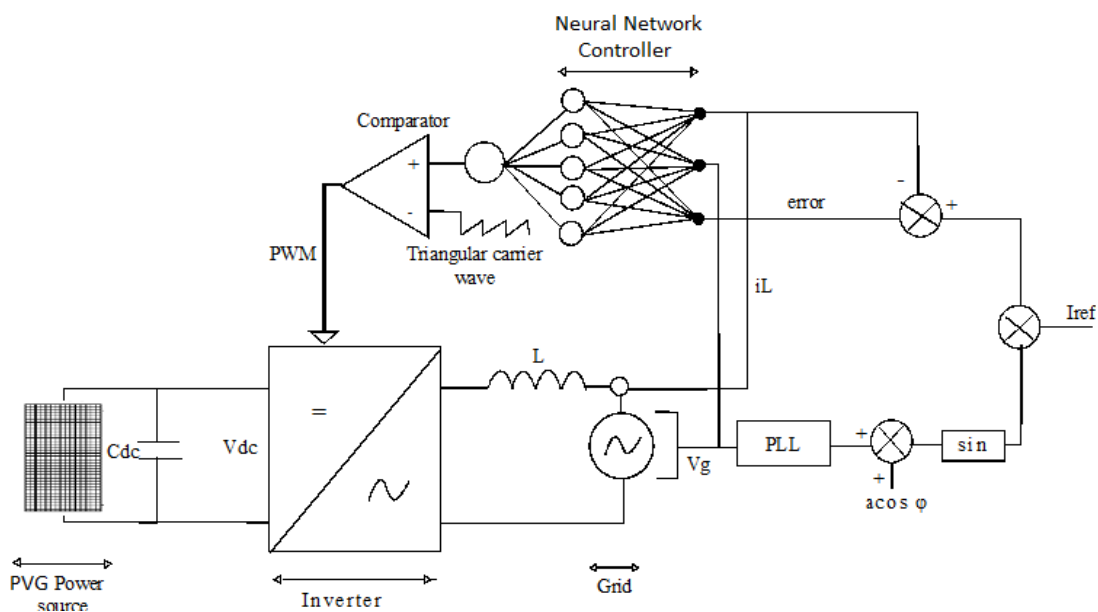 Neural Network
Controller
Comparator
+
-
Triangular carrier
wave
PWM
error
-
+
iL
Iref
L
=
Cdc
Vdc
Vg
PLL
+
+
sin
acos φ
PVG Power
source
Inverter
Grid